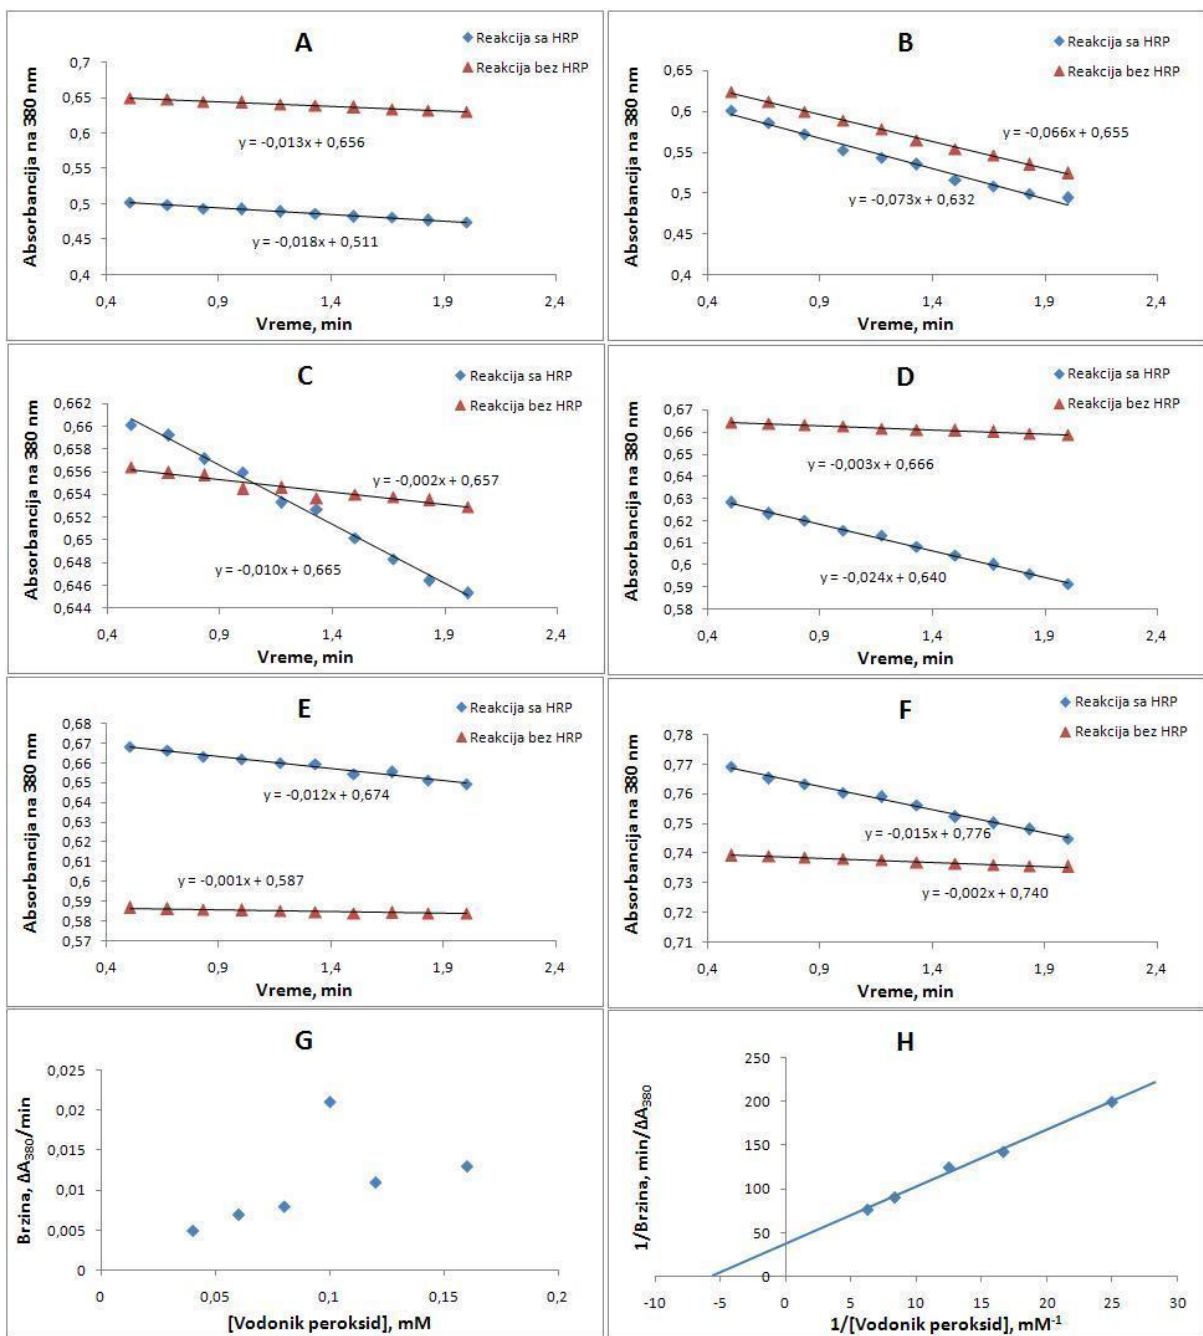 A
Reakcija sa HRP
Reakcija bez HRP
Absorbancija na 380 nm
0,7
0,65
0,6
0,55
0,5
0,45
0,4
y = -0,013x + 0,656
y = -0,018x + 0,511
0,4 0,9 1,4 1,9 2,4
Vreme, min
B
Reakcija sa HRP
Reakcija bez HRP
Absorbancija na 380 nm
0,65
0,6
0,55
0,5
0,45
0,4
y = -0,066x + 0,655
y = -0,073x + 0,632
0,4 0,9 1,4 1,9 2,4
Vreme, min
C
Reakcija sa HRP
Reakcija bez HRP
Absorbancija na 380 nm
0,662
0,66
0,658
0,656
0,654
0,652
0,65
0,648
0,646
0,644
y = -0,002x + 0,657
y = -0,010x + 0,665
0,4 0,9 1,4 1,9 2,4
Vreme, min
D
Reakcija sa HRP
Reakcija bez HRP
Absorbancija na 380 nm
0,67
0,66
0,65
0,64
0,63
0,62
0,61
0,6
0,59
0,58
y = -0,003x + 0,666
y = -0,024x + 0,640
0,4 0,9 1,4 1,9 2,4
Vreme, min
E
Reakcija sa HRP
Reakcija bez HRP
Absorbancija na 380 nm
0,68
0,67
0,66
0,65
0,64
0,63
0,62
0,61
0,6
0,59
0,58
0,57
y = -0,012x + 0,674
y = -0,001x + 0,587
0,4 0,9 1,4 1,9 2,4
Vreme, min
F
Reakcija sa HRP
Reakcija bez HRP
Absorbancija na 380 nm
0,78
0,77
0,76
0,75
0,74
0,73
0,72
0,71
y = -0,015x + 0,776
y = -0,002x + 0,740
0,4 0,9 1,4 1,9 2,4
Vreme, min
G
Brzina, ΔA₃₈₀/min
0,025
0,02
0,015
0,01
0,005
0
0 0,05 0,1 0,15 0,2
[Vodonik peroksid], mM
H
1/Brzina, min/ΔA₃₈₀
250
200
150
100
50
0
-10 -5 0 5 10 15 20 25 30
1/[Vodonik peroksid], mM⁻¹